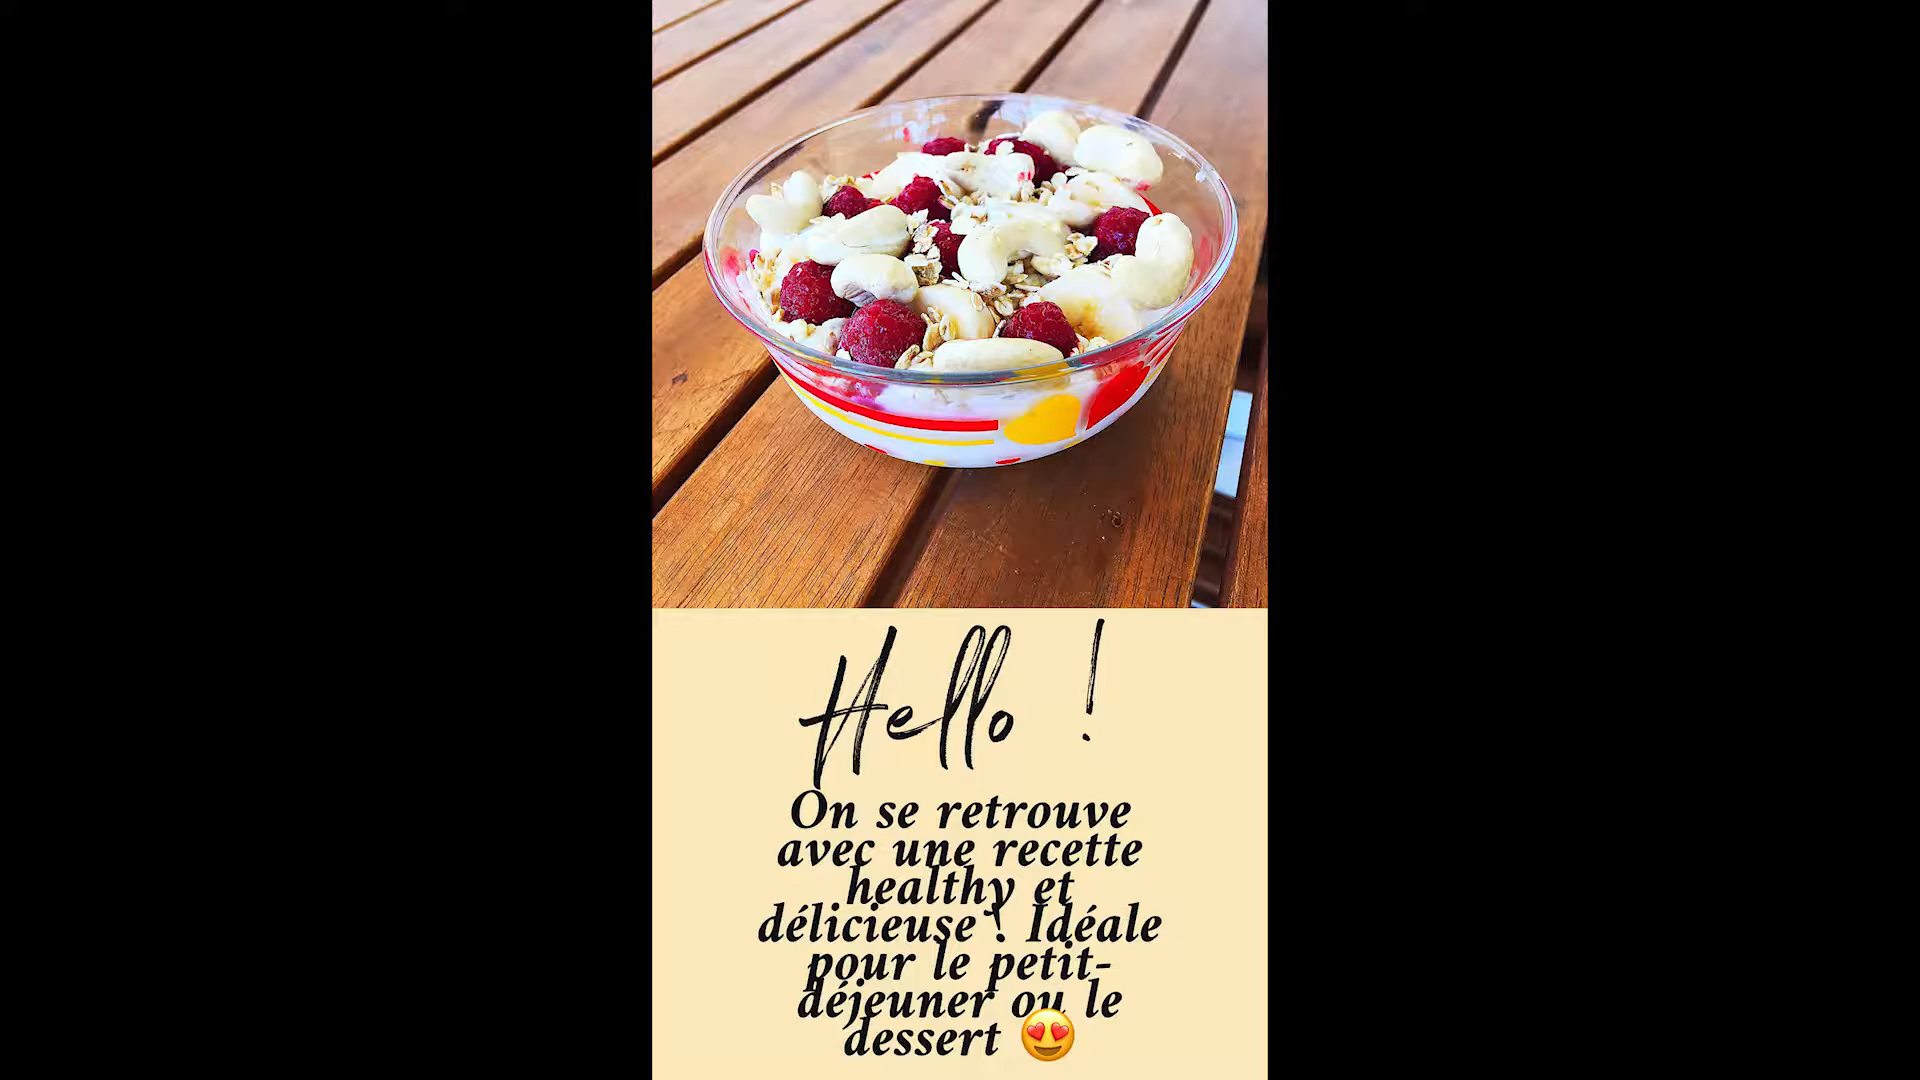 Hello !
On se retrouve
avec une recette
healthy et
délicieuse ! Idéale
pour le petit-
déjeuner ou le
dessert 😍